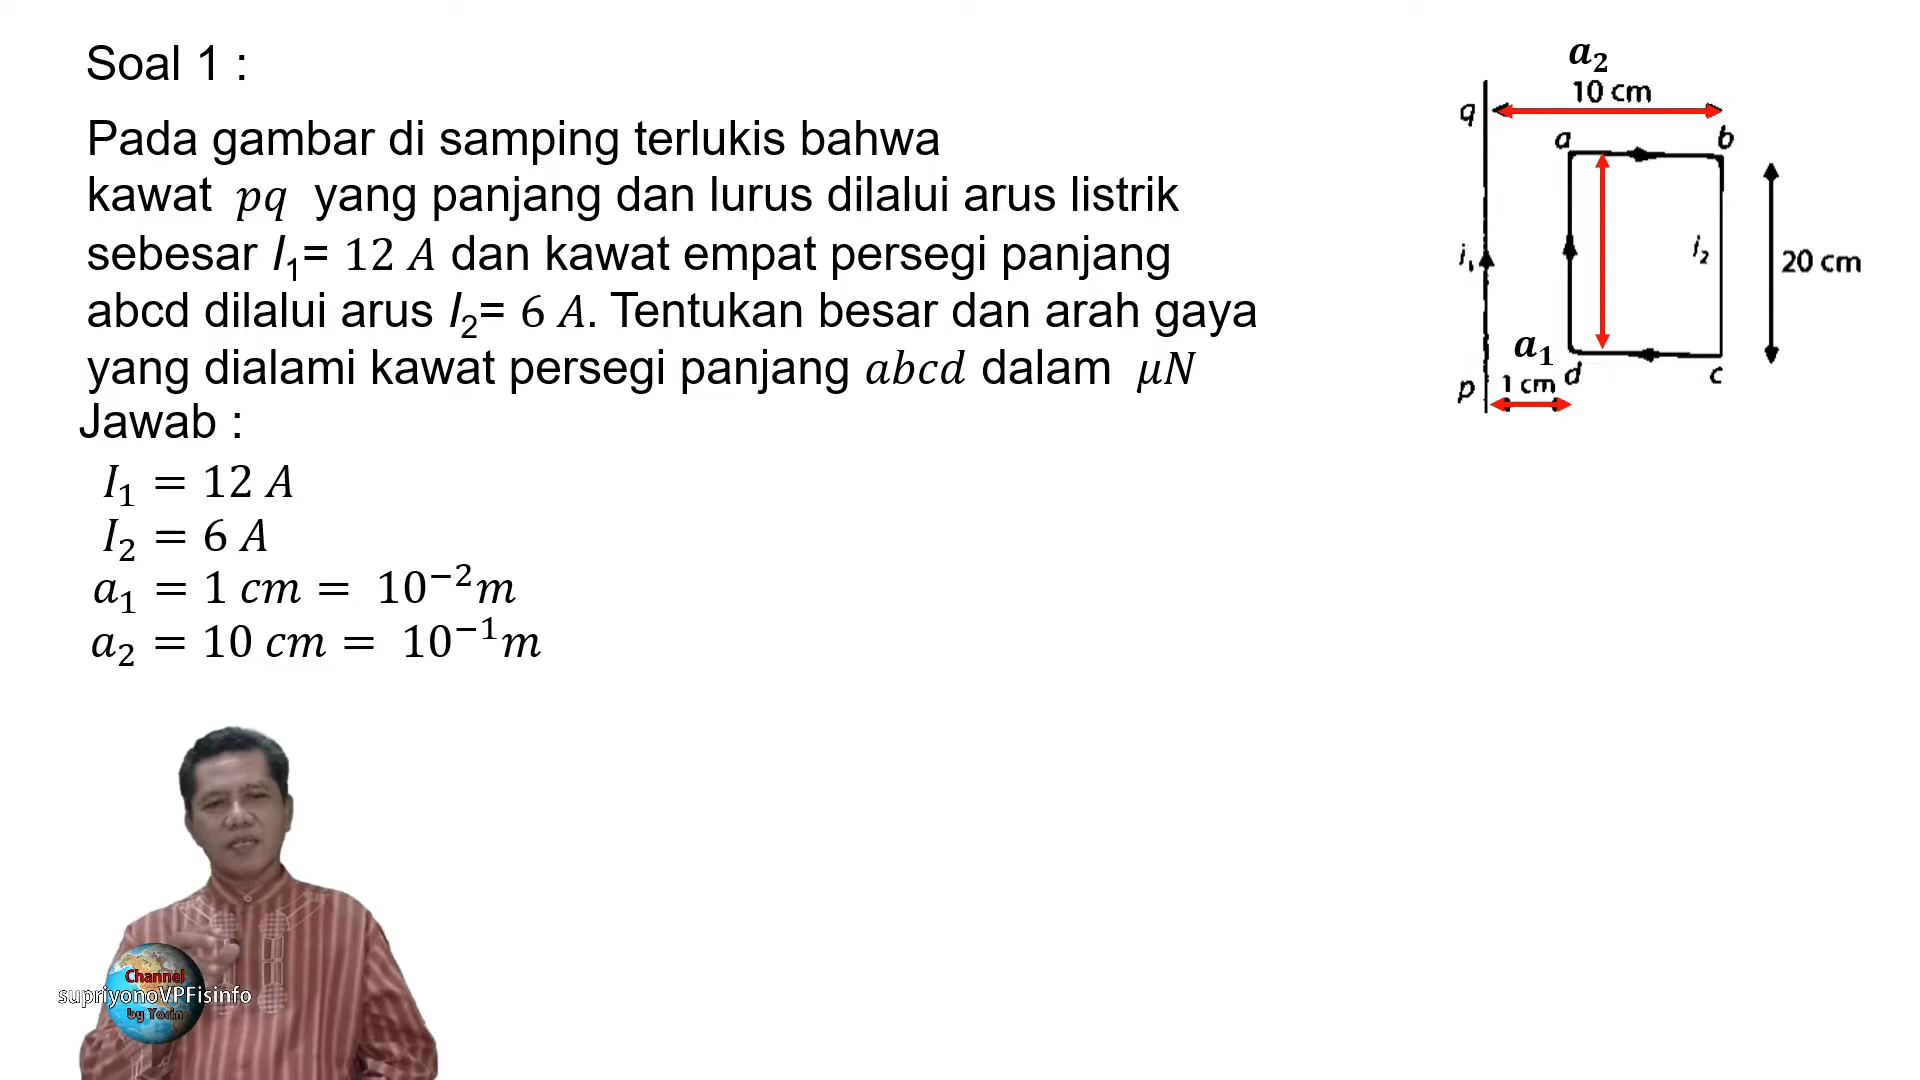 Soal 1 :
Pada gambar di samping terlukis bahwa
kawat pq yang panjang dan lurus dilalui arus listrik
sebesar I₁= 12 A dan kawat empat persegi panjang
abcd dilalui arus I₂= 6 A. Tentukan besar dan arah gaya
yang dialami kawat persegi panjang abcd dalam μN
Jawab :
I₁ = 12 A
I₂ = 6 A
a₁ = 1 cm = 10⁻²m
a₂ = 10 cm = 10⁻¹m
a₂
10 cm
q
a
b
i₁
i₂
20 cm
a₁
p
1 cm
d
c
Channel
supriyonoVPFisinfo
by Yorin